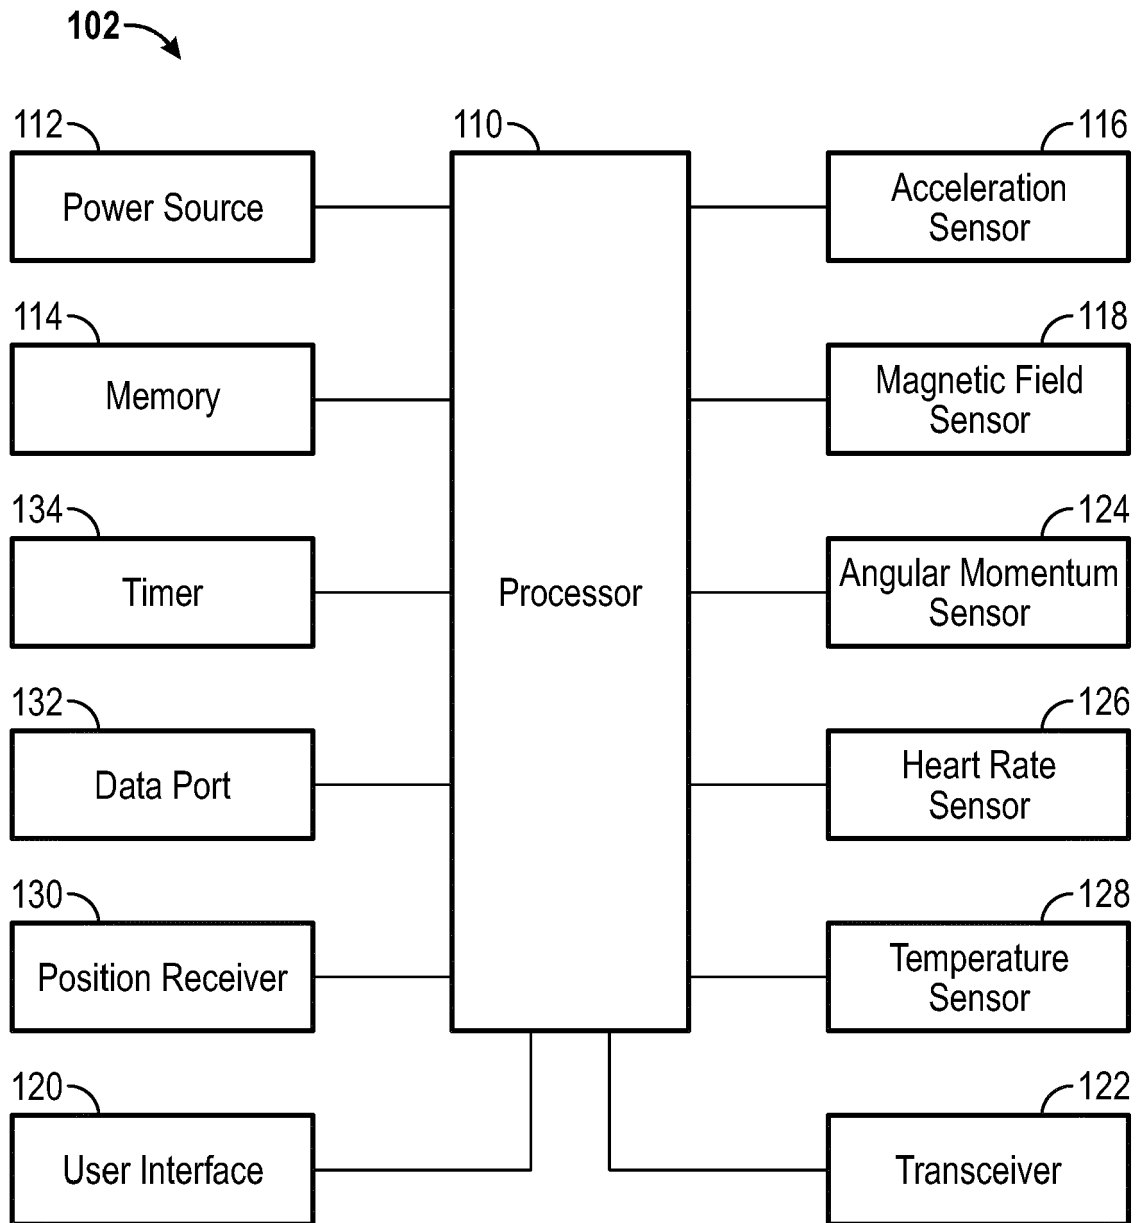 102
112
110
116
Power Source
Acceleration
Sensor
114
118
Memory
Magnetic Field
Sensor
134
124
Timer
Processor
Angular Momentum
Sensor
132
126
Data Port
Heart Rate
Sensor
130
128
Position Receiver
Temperature
Sensor
120
122
User Interface
Transceiver